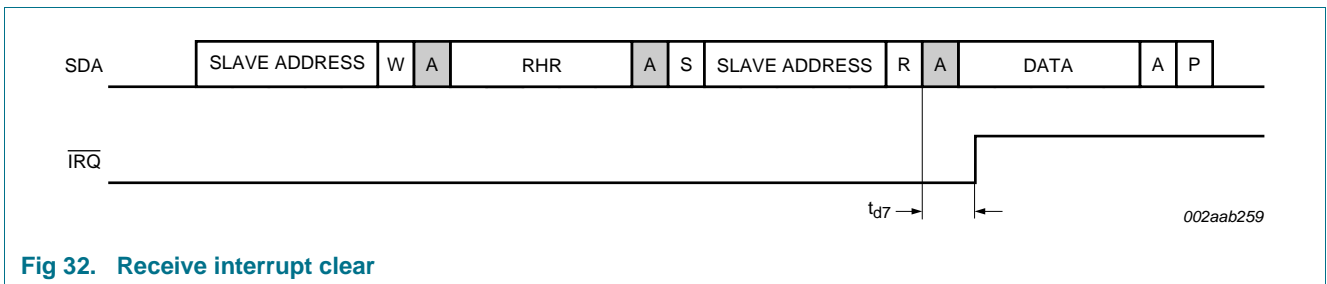 SDA SLAVE ADDRESS W A RHR A S SLAVE ADDRESS R A DATA A P
IRQ
td7
002aab259
Fig 32. Receive interrupt clear